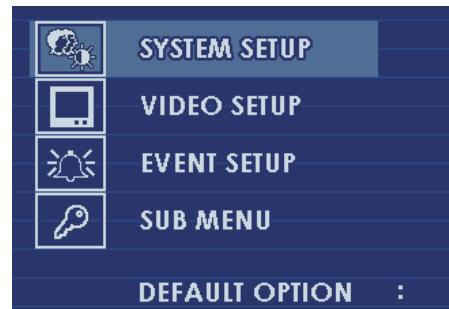 SYSTEM SETUP
VIDEO SETUP
EVENT SETUP
SUB MENU
DEFAULT OPTION :